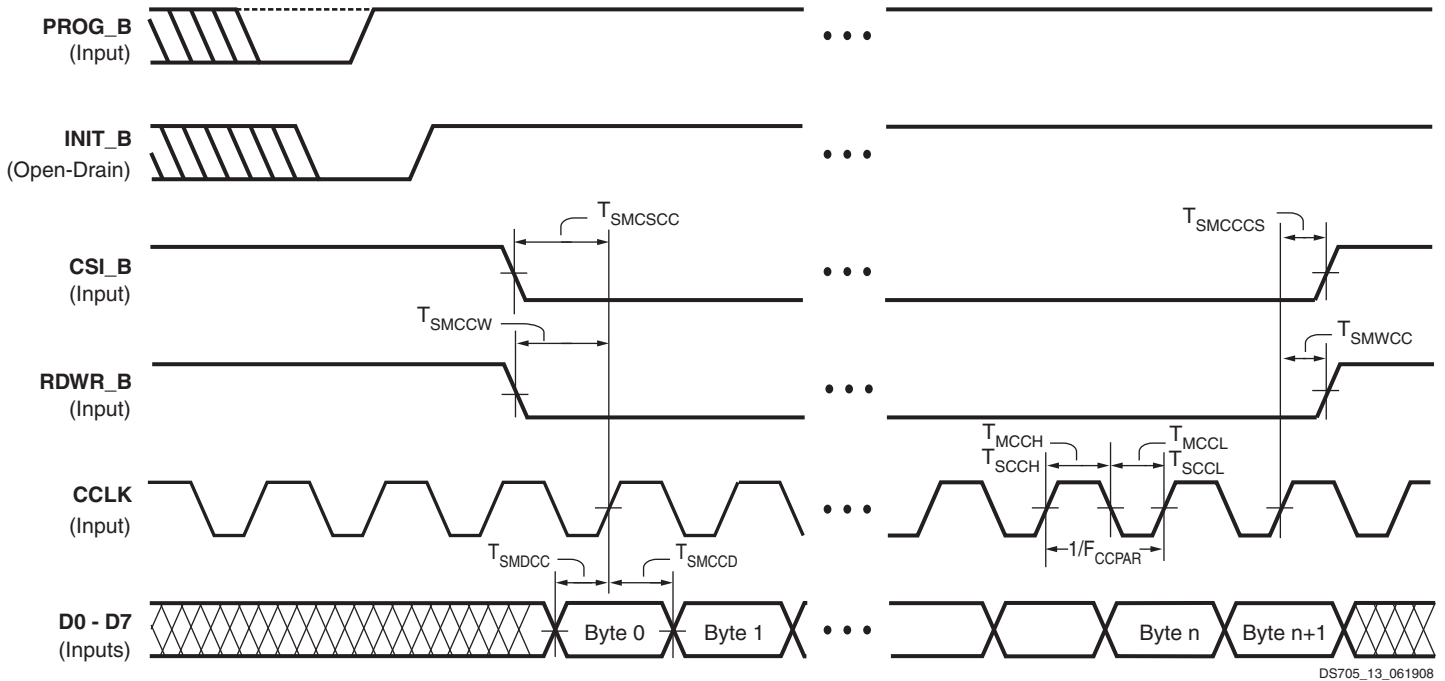 PROG_B
(Input)
INIT_B
(Open-Drain)
T_SMCSCC
T_SMCCCS
CSI_B
(Input)
T_SMCCW
T_SMWCC
RDWR_B
(Input)
T_MCCH
T_SCCH
T_MCCL
T_SCCL
CCLK
(Input)
1/F_CCPAR
T_SMDCC
T_SMCCD
D0 - D7
(Inputs)
Byte 0
Byte 1
Byte n
Byte n+1
DS705_13_061908